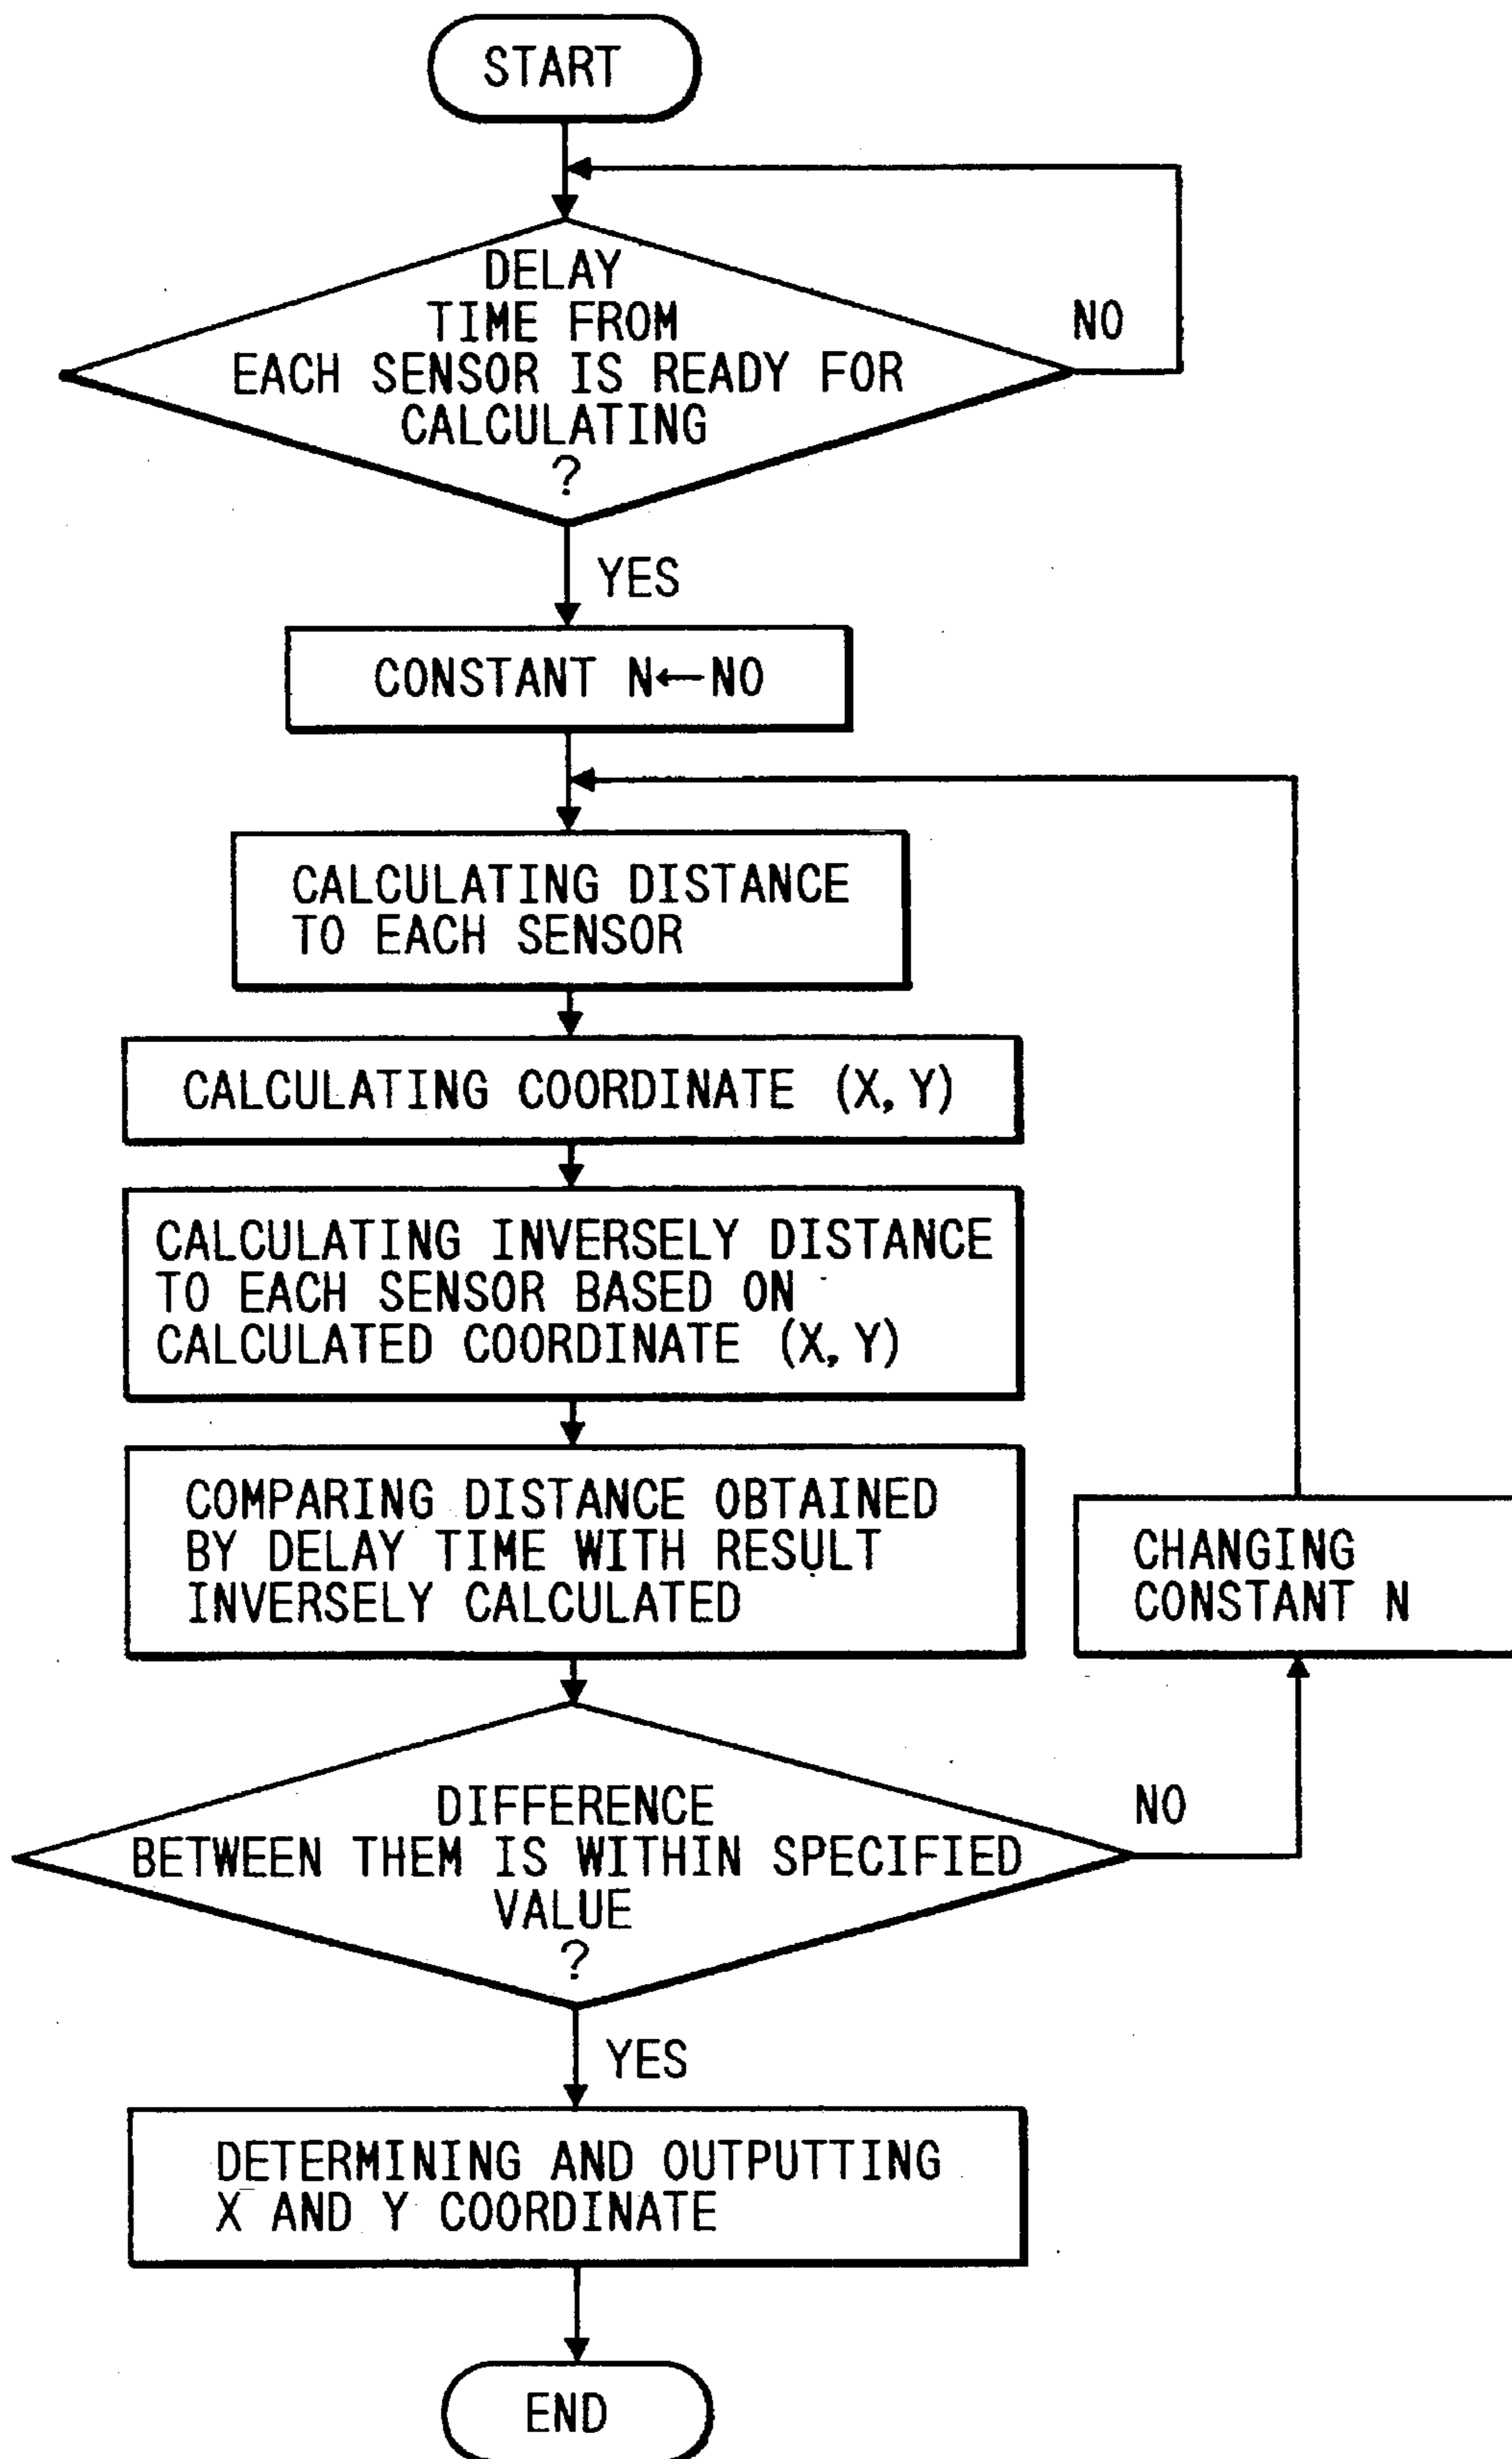 START
DELAY
TIME FROM
EACH SENSOR IS READY FOR
CALCULATING
?
NO
YES
CONSTANT N←NO
CALCULATING DISTANCE
TO EACH SENSOR
CALCULATING COORDINATE (X, Y)
CALCULATING INVERSELY DISTANCE
TO EACH SENSOR BASED ON
CALCULATED COORDINATE (X, Y)
COMPARING DISTANCE OBTAINED
BY DELAY TIME WITH RESULT
INVERSELY CALCULATED
CHANGING
CONSTANT N
DIFFERENCE
BETWEEN THEM IS WITHIN SPECIFIED
VALUE
?
NO
YES
DETERMINING AND OUTPUTTING
X AND Y COORDINATE
END